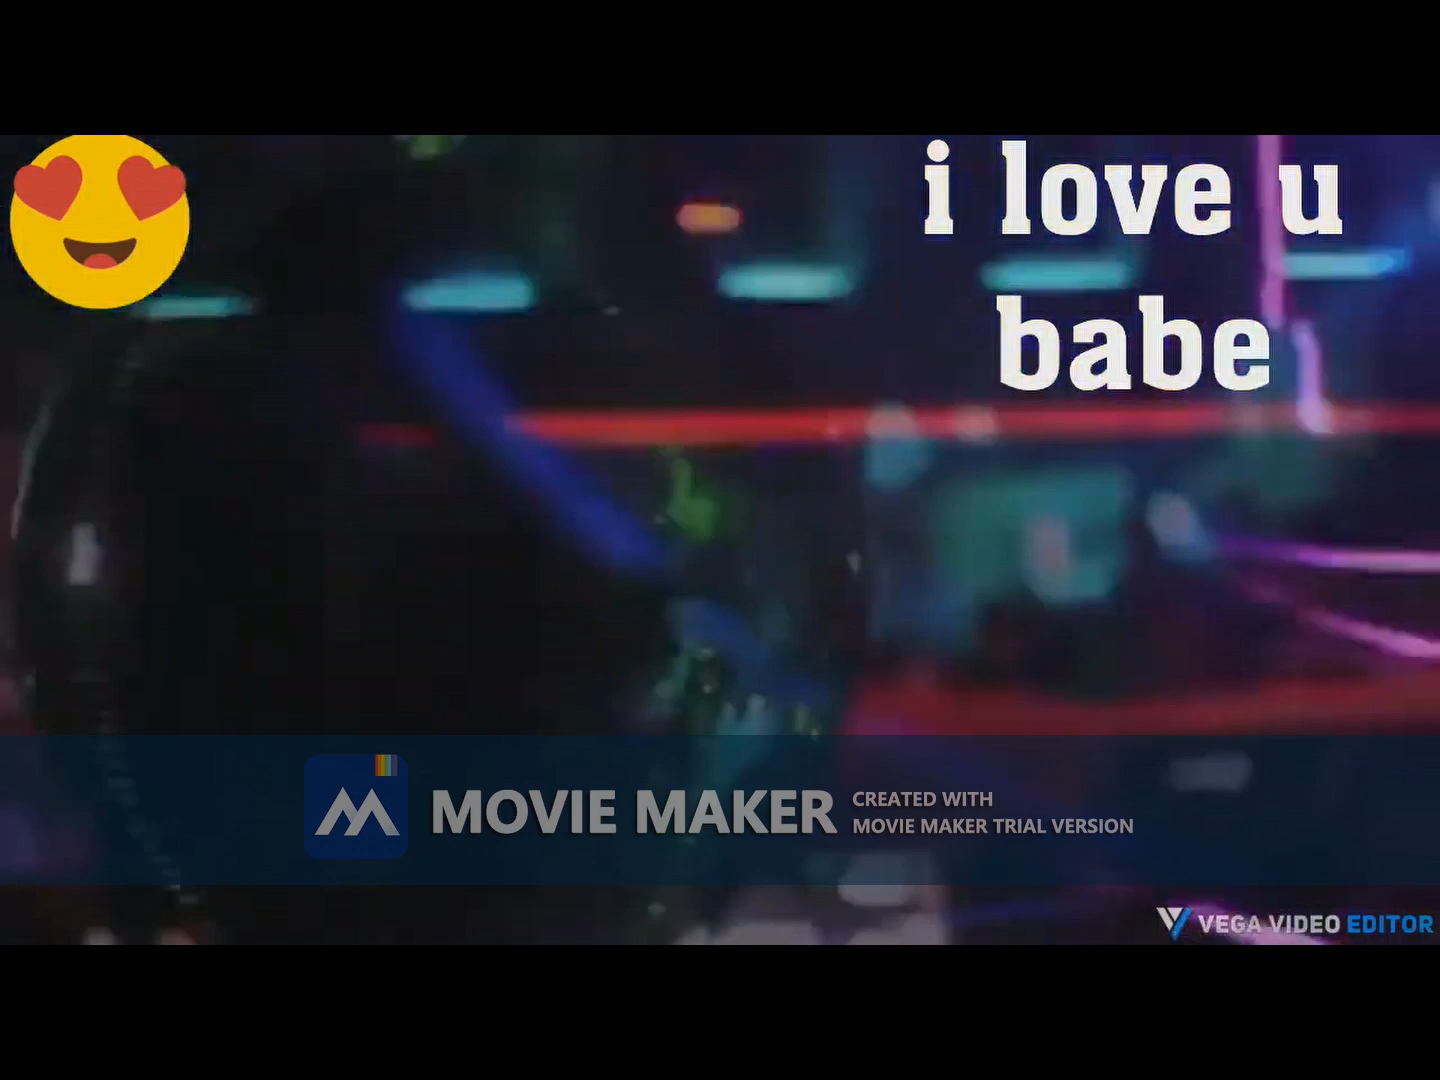 i love u
babe
MOVIE MAKER
CREATED WITH
MOVIE MAKER TRIAL VERSION
VEGA VIDEO EDITOR